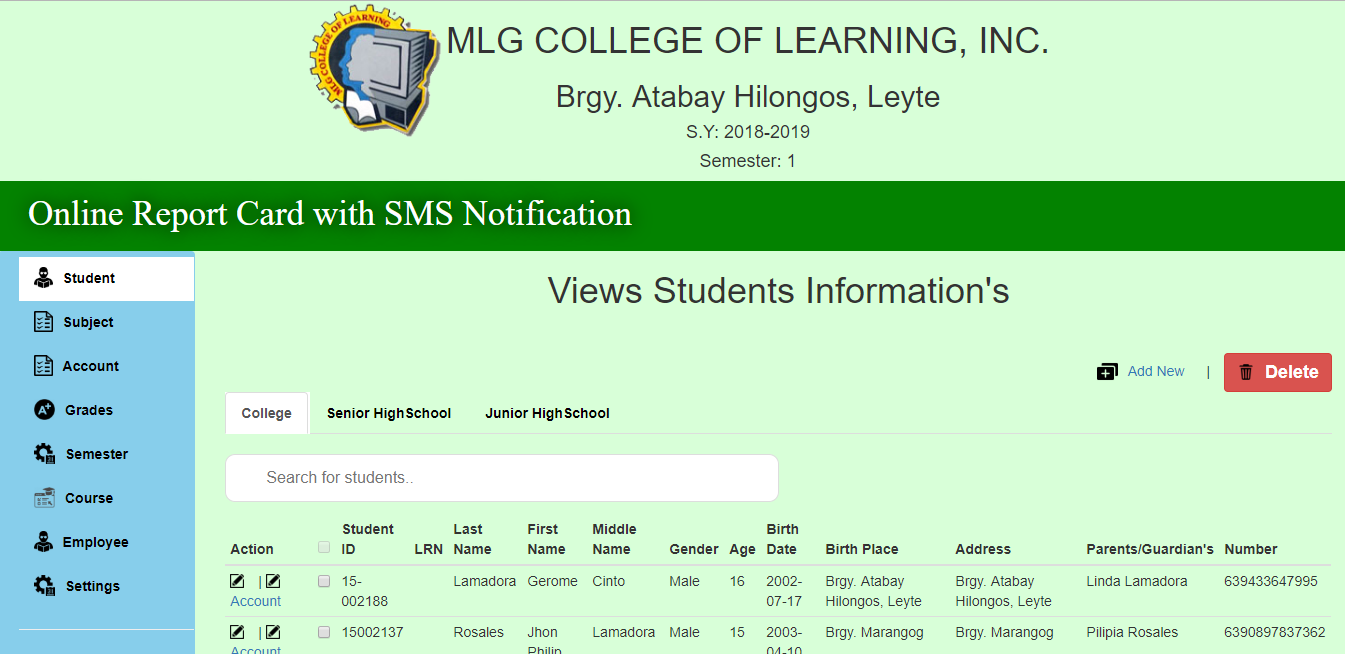 MLG COLLEGE OF LEARNING
MLG COLLEGE OF LEARNING, INC.
Brgy. Atabay Hilongos, Leyte
S.Y: 2018-2019
Semester: 1
Online Report Card with SMS Notification
Student
Subject
Account
Grades
Semester
Course
Employee
Settings
Views Students Information's
Add New | Delete
College Senior HighSchool Junior HighSchool
Search for students..
Action Student ID LRN Last Name First Name Middle Name Gender Age Birth Date Birth Place Address Parents/Guardian's Number
| Account 15-002188 Lamadora Gerome Cinto Male 16 2002-07-17 Brgy. Atabay Hilongos, Leyte Brgy. Atabay Hilongos, Leyte Linda Lamadora 639433647995
| Account 15002137 Rosales Jhon Philip Lamadora Male 15 2003-04-10 Brgy. Marangog Brgy. Marangog Pilipia Rosales 6390897837362